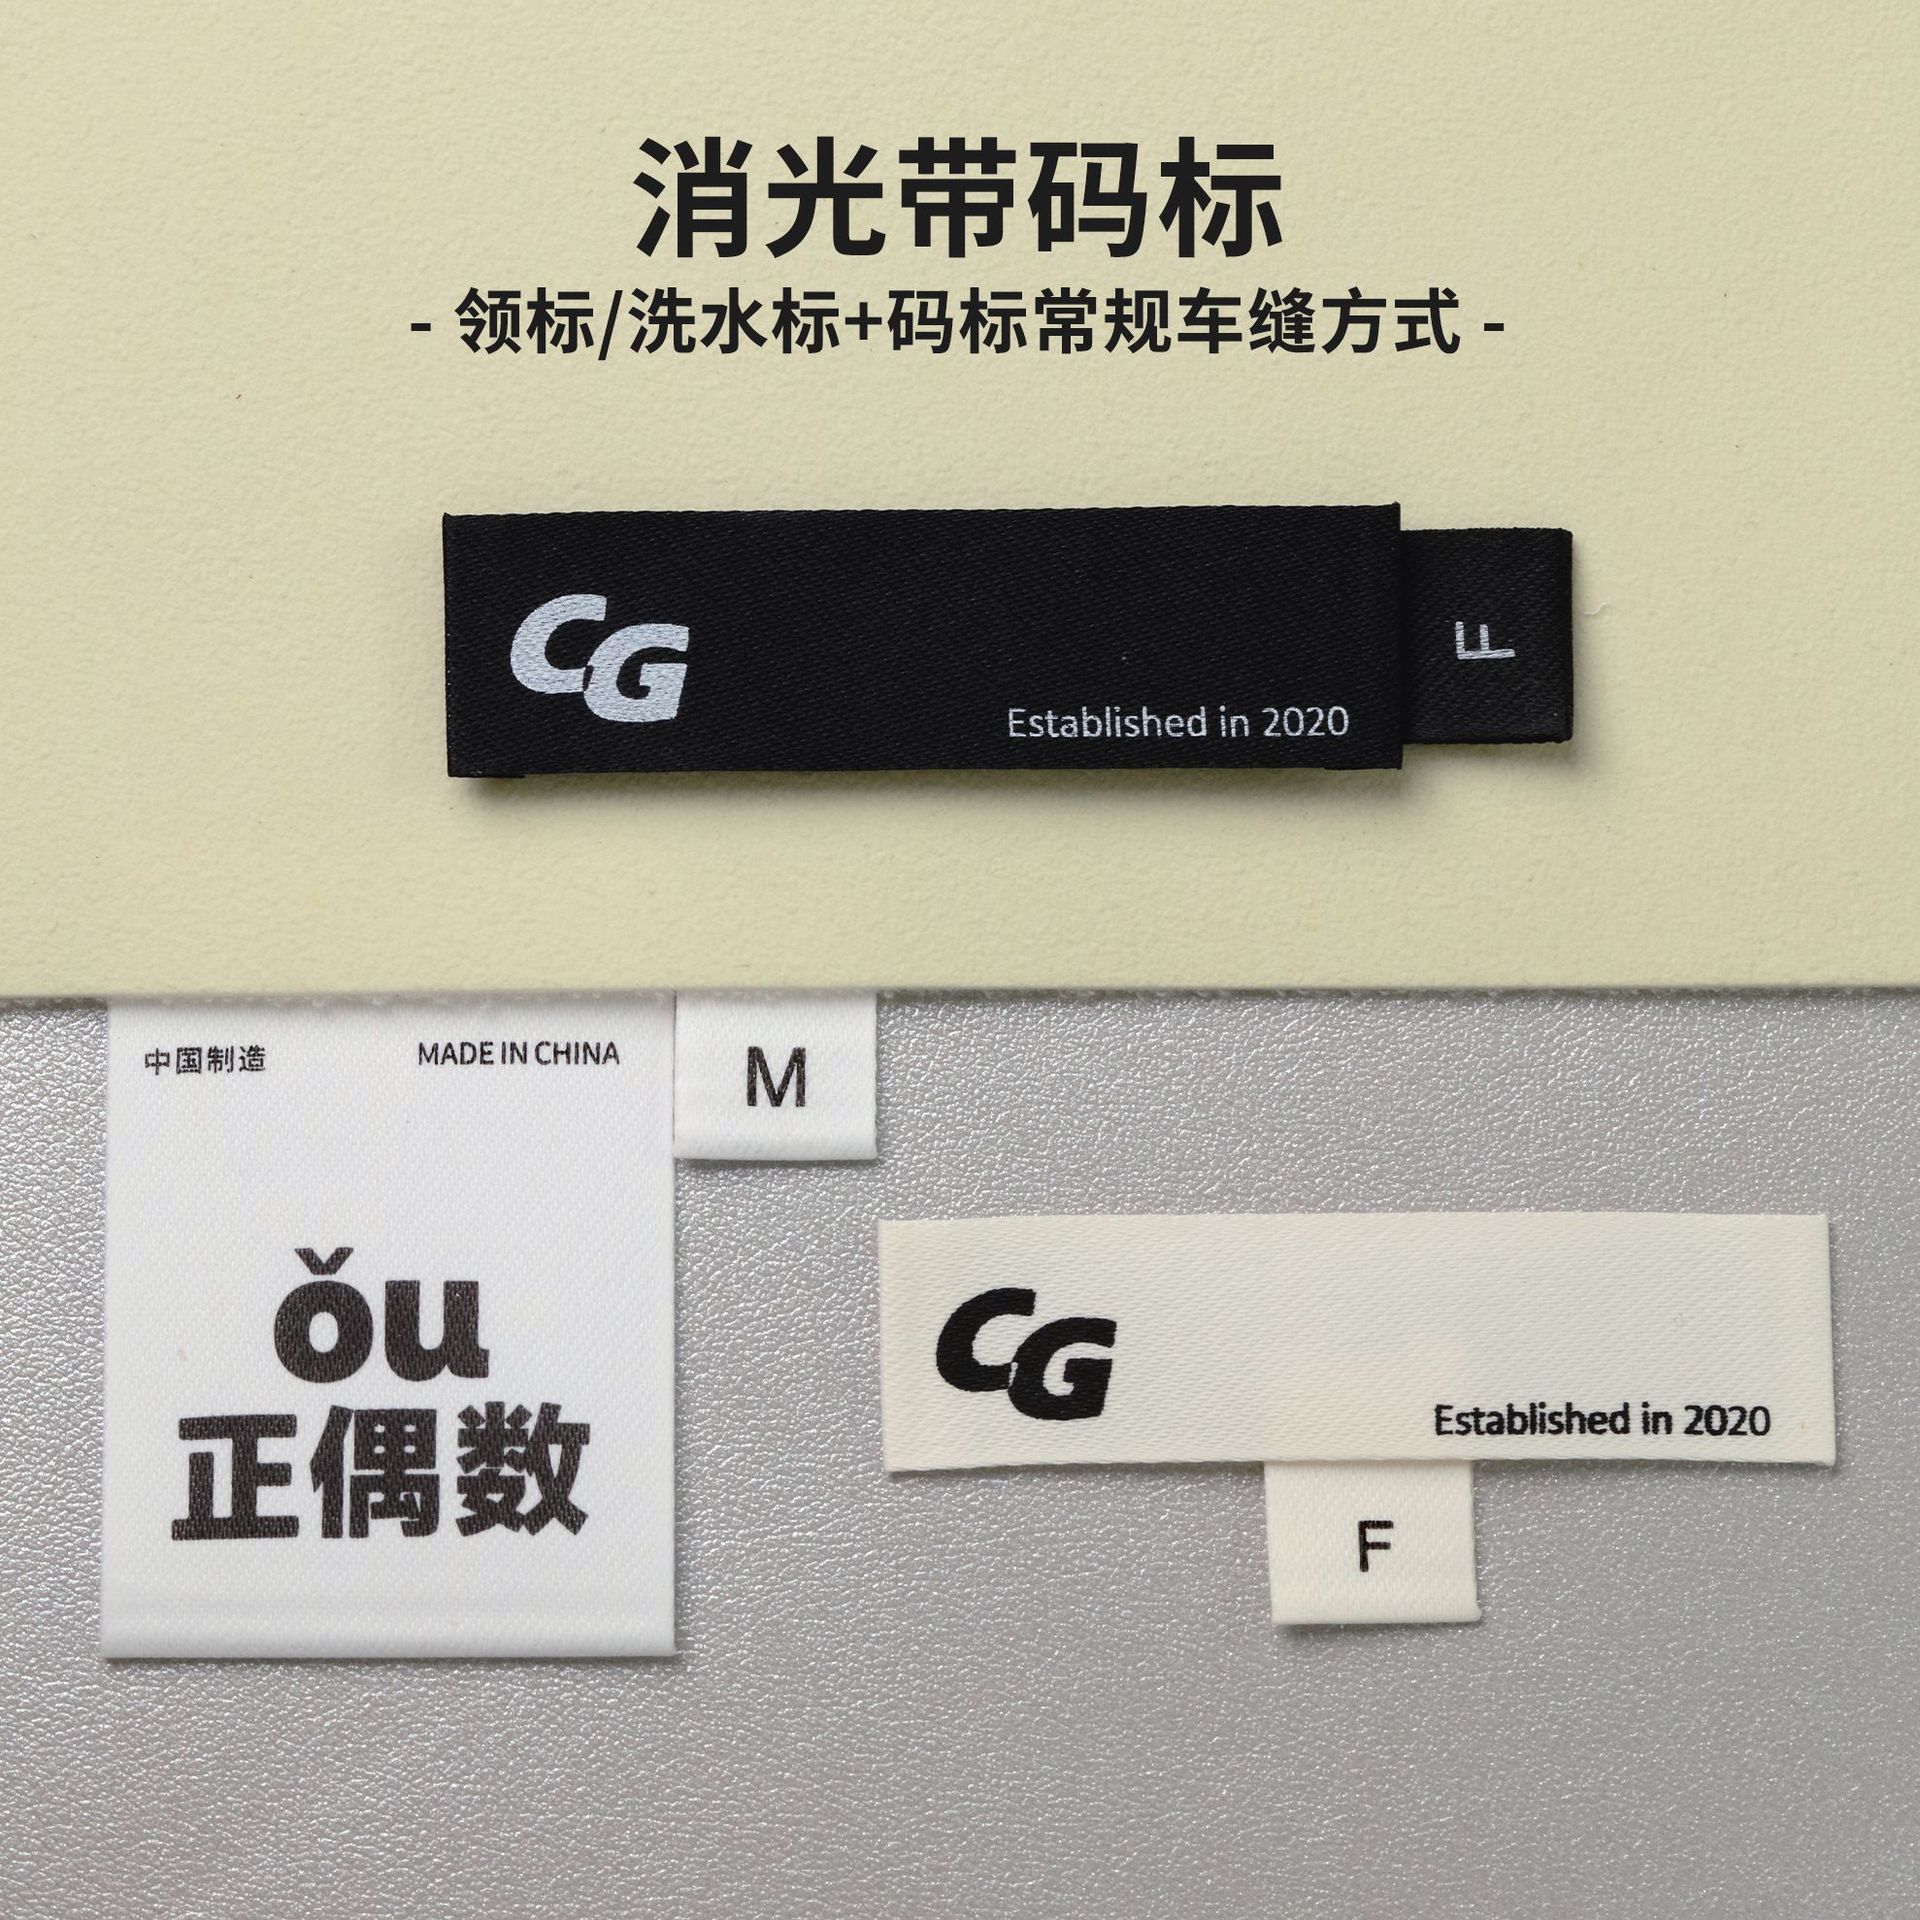 消光带码标
- 领标/洗水标+码标常规车缝方式 -
CG
Established in 2020
F
中国制造 MADE IN CHINA
M
ǒu
正偶数
CG
Established in 2020
F